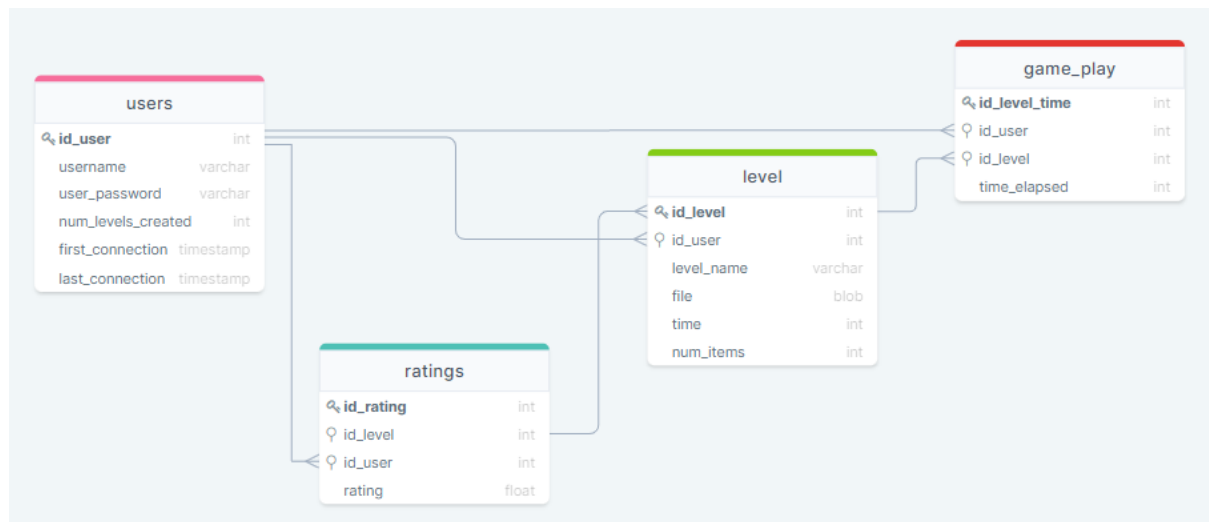 users
id_user int
username varchar
user_password varchar
num_levels_created int
first_connection timestamp
last_connection timestamp
ratings
id_rating int
id_level int
id_user int
rating float
level
id_level int
id_user int
level_name varchar
file blob
time int
num_items int
game_play
id_level_time int
id_user int
id_level int
time_elapsed int